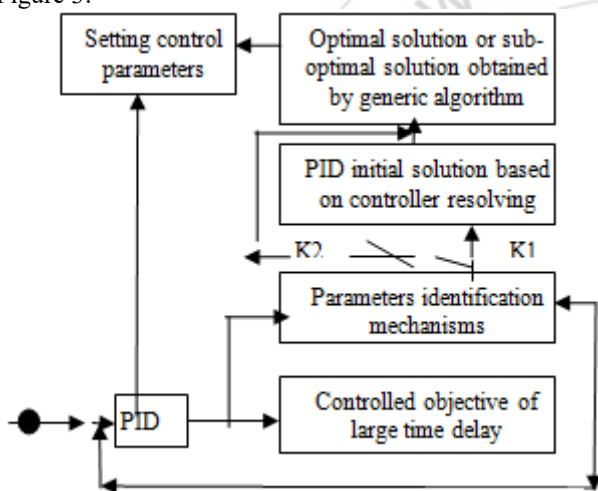 Figure 3.
Setting control
parameters
Optimal solution or sub-
optimal solution obtained
by generic algorithm
PID initial solution based
on controller resolving
K2
K1
Parameters identification
mechanisms
PID
Controlled objective of
large time delay